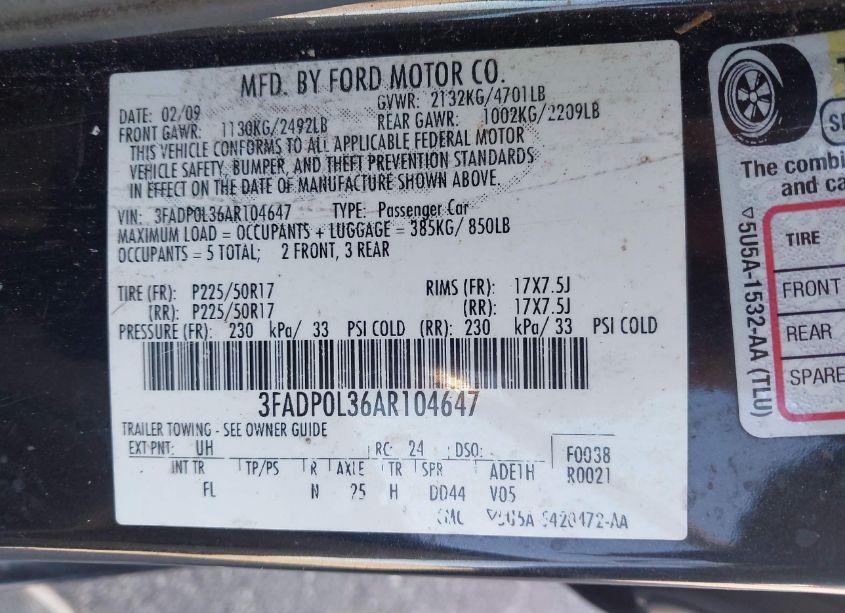 MFD. BY FORD MOTOR CO.
DATE: 02/09 GVWR: 2132KG/4701LB
FRONT GAWR: 1130KG/2492LB REAR GAWR: 1002KG/2209LB
THIS VEHICLE CONFORMS TO ALL APPLICABLE FEDERAL MOTOR
VEHICLE SAFETY, BUMPER, AND THEFT PREVENTION STANDARDS
IN EFFECT ON THE DATE OF MANUFACTURE SHOWN ABOVE.
VIN: 3FADP0L36AR104647 TYPE: Passenger Car
MAXIMUM LOAD = OCCUPANTS + LUGGAGE = 385KG/ 850LB
OCCUPANTS = 5 TOTAL; 2 FRONT, 3 REAR
TIRE (FR): P225/50R17 RIMS (FR): 17X7.5J
(RR): P225/50R17 (RR): 17X7.5J
PRESSURE (FR): 230 kPa/ 33 PSI COLD (RR): 230 kPa/ 33 PSI COLD
3FADP0L36AR104647
TRAILER TOWING - SEE OWNER GUIDE
EXT PNT: UH RC: 24 DSO: F0038
INT TR TP/PS R AXLE TR SPR ADE1H R0021
FL N 25 H DD44 V05
The combi
and ca
TIRE
FRONT
REAR
SPARE
5U5A-1532-AA (TLU)